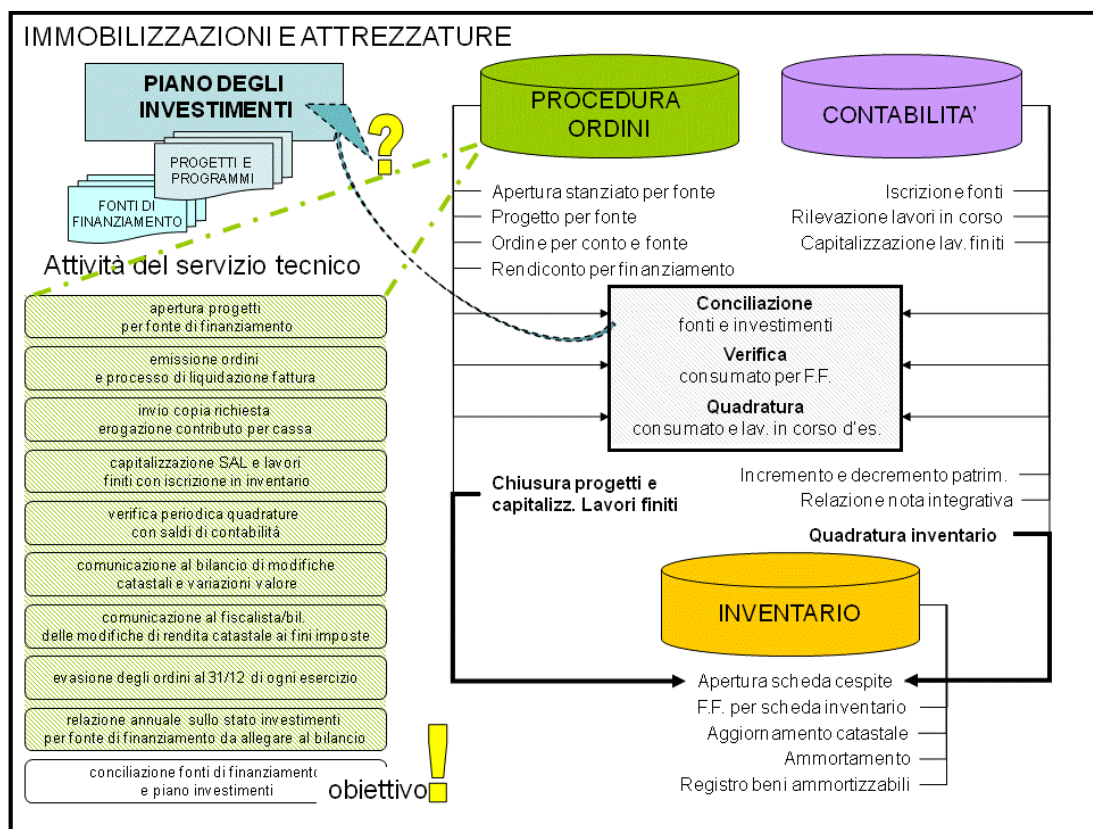 IMMOBILIZZAZIONI E ATTREZZATURE
PIANO DEGLI
INVESTIMENTI
?
PROGETTI E
PROGRAMMI
FONTI DI
FINANZIAMENTO
PROCEDURA
ORDINI
CONTABILITA'
Apertura stanziato per fonte
Progetto per fonte
Ordine per conto e fonte
Rendiconto per finanziamento
Iscrizione fonti
Rilevazione lavori in corso
Capitalizzazione lav. finiti
Attività del servizio tecnico
apertura progetti
per fonte di finanziamento
emissione ordini
e processo di liquidazione fattura
invio copia richiesta
erogazione contributo per cassa
capitalizzazione SAL e lavori
finiti con iscrizione in inventario
verifica periodica quadrature
con saldi di contabilità
comunicazione al bilancio di modifiche
catastali e variazioni valore
comunicazione al fiscalista/bil.
delle modifiche di rendita catastale ai fini imposte
evasione degli ordini al 31/12 di ogni esercizio
relazione annuale sullo stato investimenti
per fonte di finanziamento da allegare al bilancio
conciliazione fonti di finanziamento
e piano investimenti
obiettivo
!
Conciliazione
fonti e investimenti
Verifica
consumato per F.F.
Quadratura
consumato e lav. in corso d'es.
Chiusura progetti e
capitalizz. Lavori finiti
Incremento e decremento patrim.
Relazione nota integrativa
Quadratura inventario
INVENTARIO
Apertura scheda cespite
F.F. per scheda inventario
Aggiornamento catastale
Ammortamento
Registro beni ammortizzabili